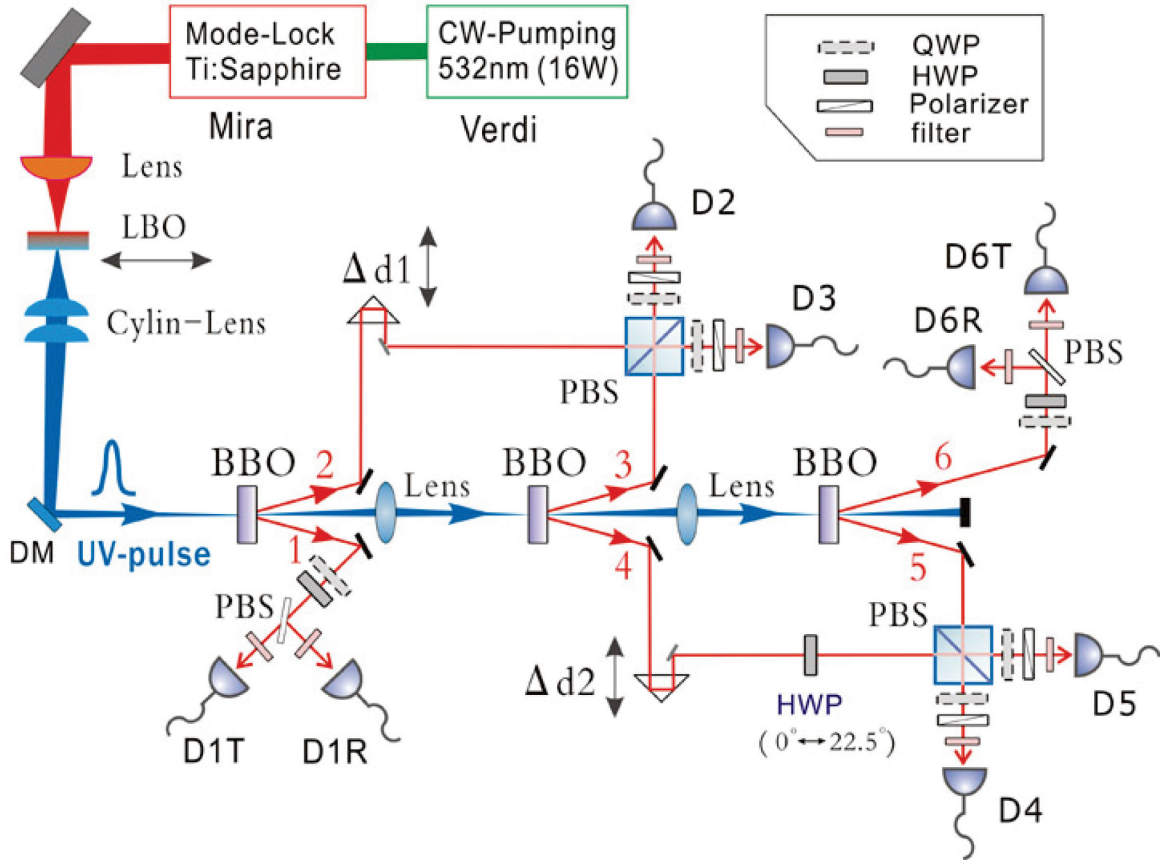 Mode-Lock
Ti:Sapphire
CW-Pumping
532nm (16W)
Mira
Verdi
QWP
HWP
Polarizer
filter
Lens
LBO
Cylin-Lens
Δd1
D2
D3
PBS
D6T
D6R
PBS
BBO
2
1
Lens
BBO
3
4
Lens
BBO
6
5
DM
UV-pulse
PBS
D1T
D1R
Δd2
HWP
(0°↔22.5°)
PBS
D5
D4